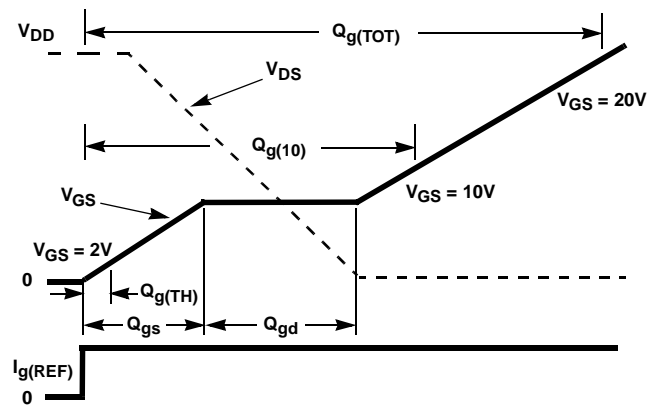 V_DD
Q_g(TOT)
V_DS
V_GS = 20V
Q_g(10)
V_GS
V_GS = 10V
V_GS = 2V
0
Q_g(TH)
Q_gs
Q_gd
I_g(REF)
0